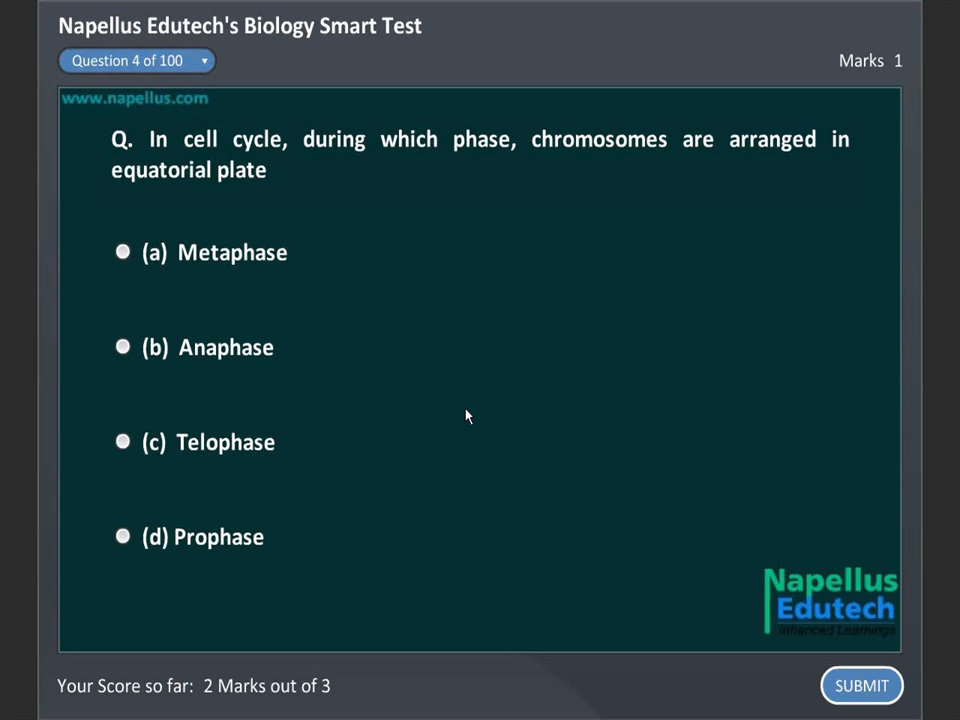 Napellus Edutech's Biology Smart Test
Question 4 of 100
Marks 1
www.napellus.com
Q. In cell cycle, during which phase, chromosomes are arranged in
equatorial plate
(a) Metaphase
(b) Anaphase
(c) Telophase
(d) Prophase
Napellus
Edutech
Enhanced Learnings
Your Score so far: 2 Marks out of 3
SUBMIT